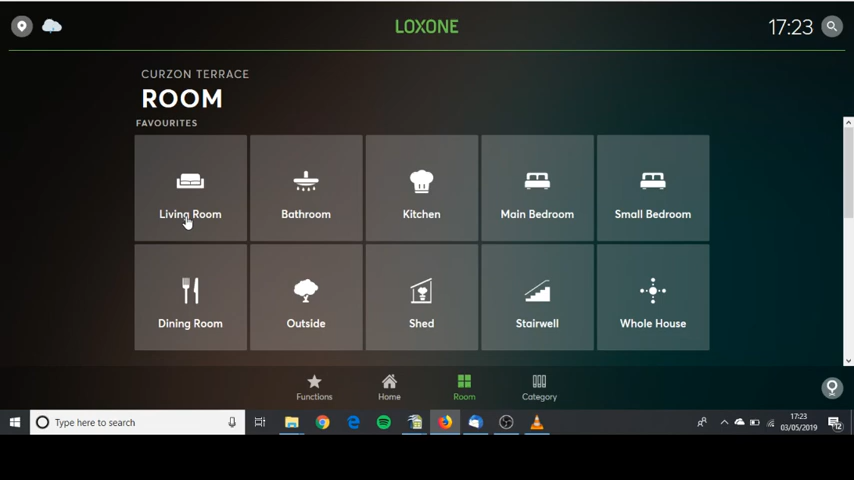 LOXONE
17:23
CURZON TERRACE
ROOM
FAVOURITES
Living Room
Bathroom
Kitchen
Main Bedroom
Small Bedroom
Dining Room
Outside
Shed
Stairwell
Whole House
Functions
Home
Room
Category
Type here to search
17:23
03/05/2019
12